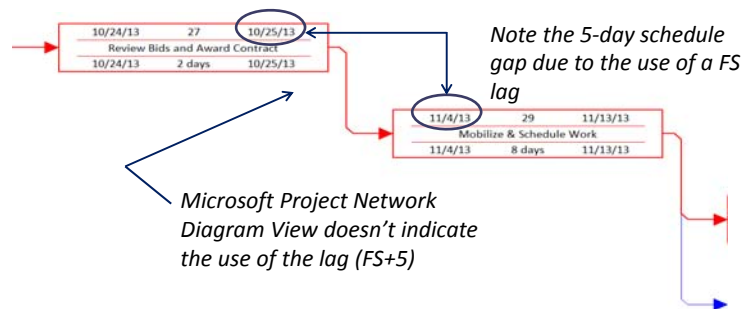 10/24/13 27 10/25/13
Review Bids and Award Contract
10/24/13 2 days 10/25/13
Note the 5-day schedule
gap due to the use of a FS
lag
11/4/13 29 11/13/13
Mobilize & Schedule Work
11/4/13 8 days 11/13/13
Microsoft Project Network
Diagram View doesn’t indicate
the use of the lag (FS+5)